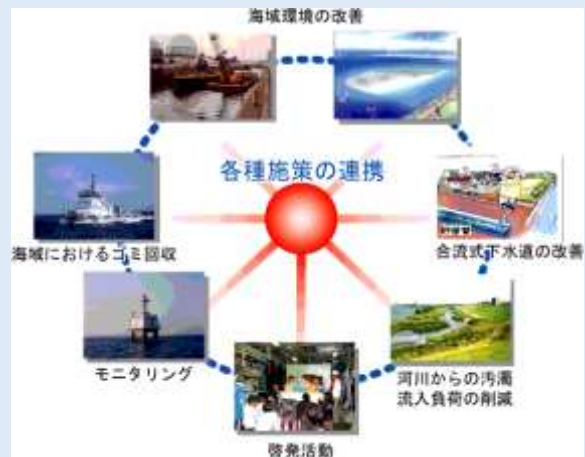 海域環境の改善
各種施策の連携
海域におけるゴミ回収
合流式下水道の改善
モニタリング
河川からの汚濁
流入負荷の削減
啓発活動